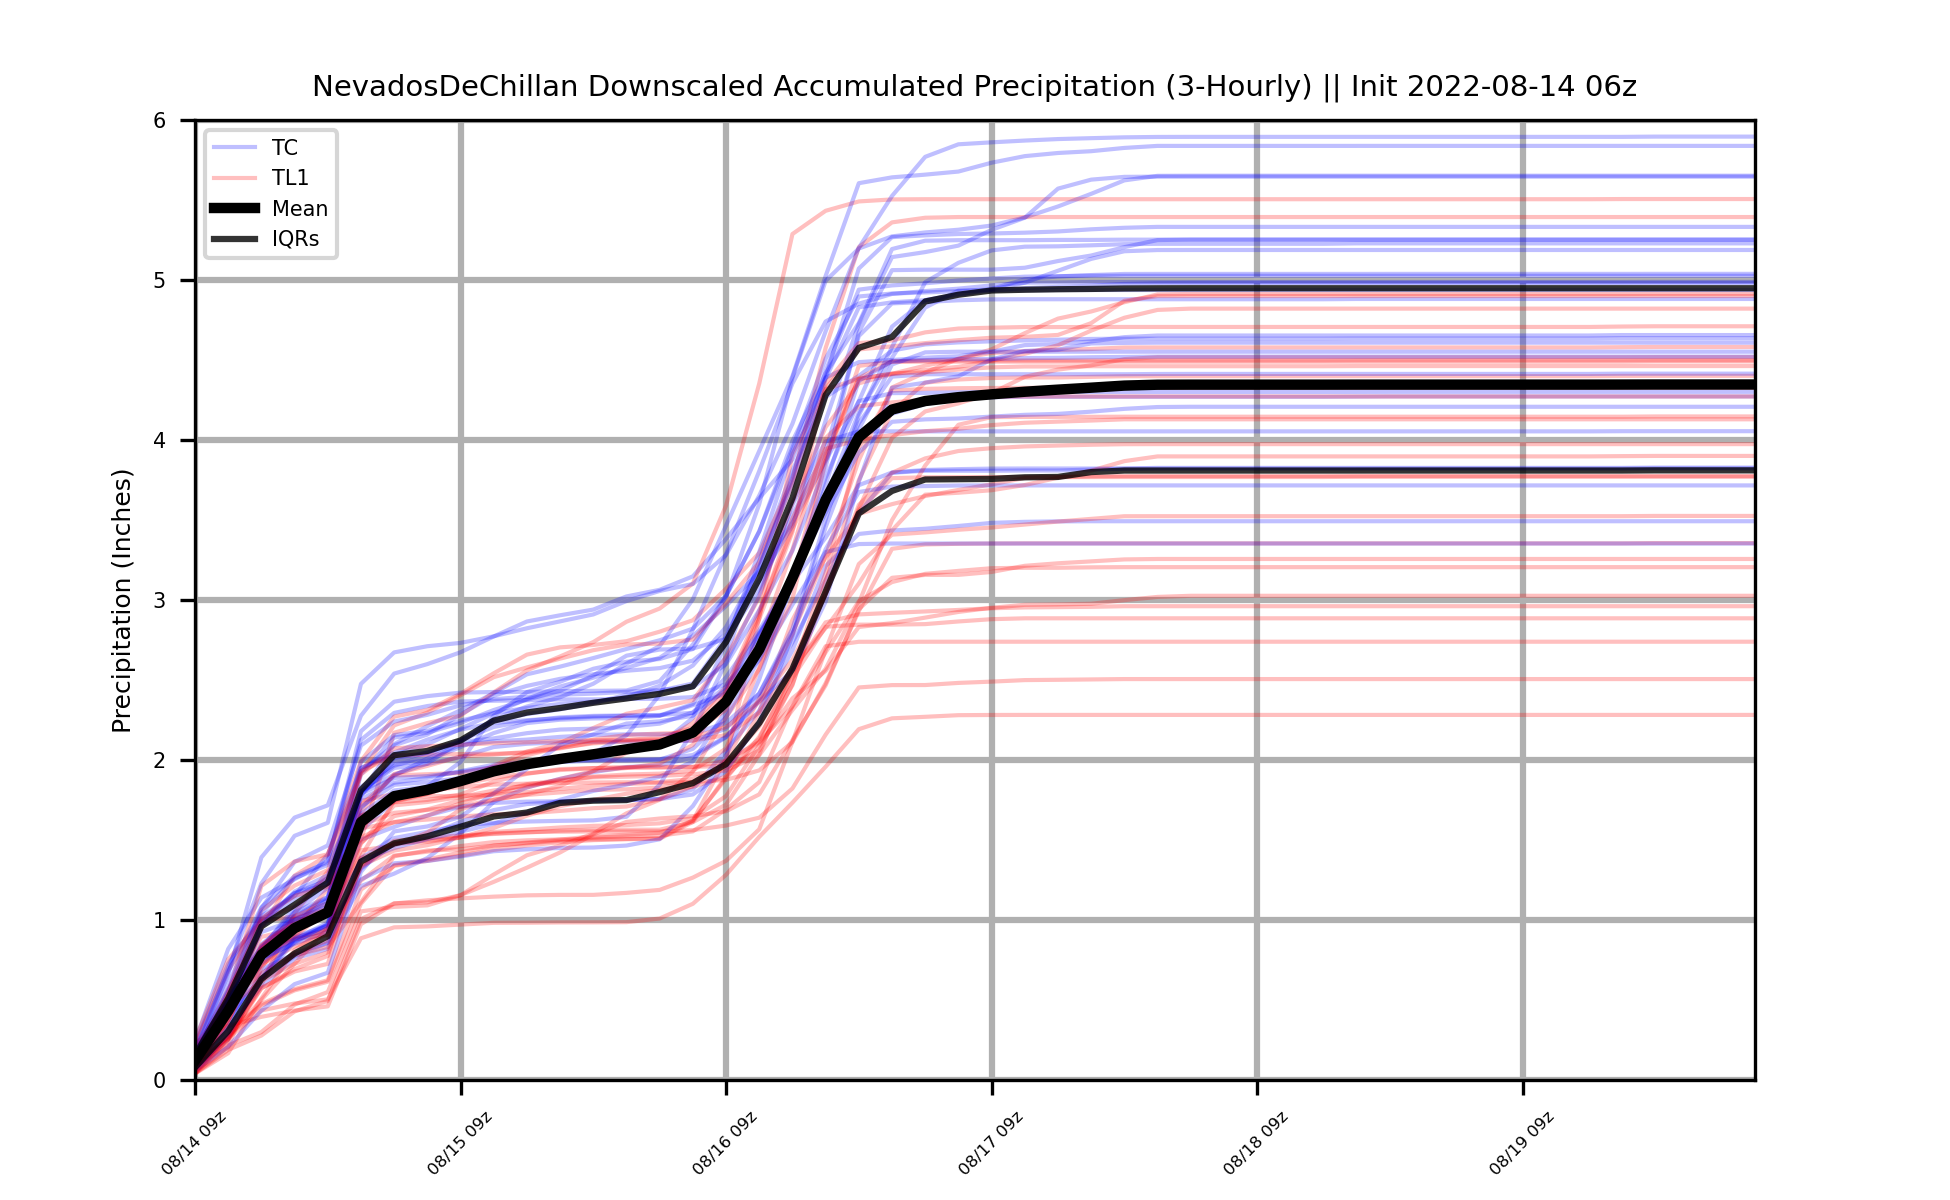 NevadosDeChillan Downscaled Accumulated Precipitation (3-Hourly) || Init 2022-08-14 06z
TC
TL1
Mean
IQRs
Precipitation (Inches)
6
5
4
3
2
1
0
08/14 09z
08/15 09z
08/16 09z
08/17 09z
08/18 09z
08/19 09z